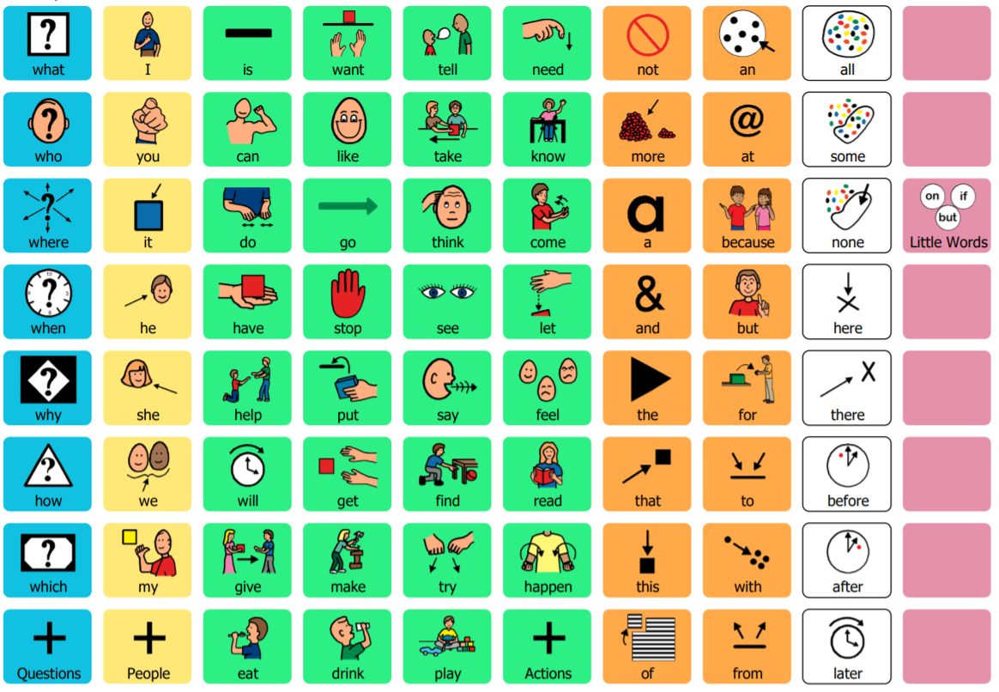 what I is want tell need not an all
who you can like take know more @ at some
where it do go think come a a because none on if but Little Words
when he have stop see let & and but here
why she help put say feel the for there
how we will get find read that to before
which my give make try happen this with after
Questions People eat drink play Actions of from later